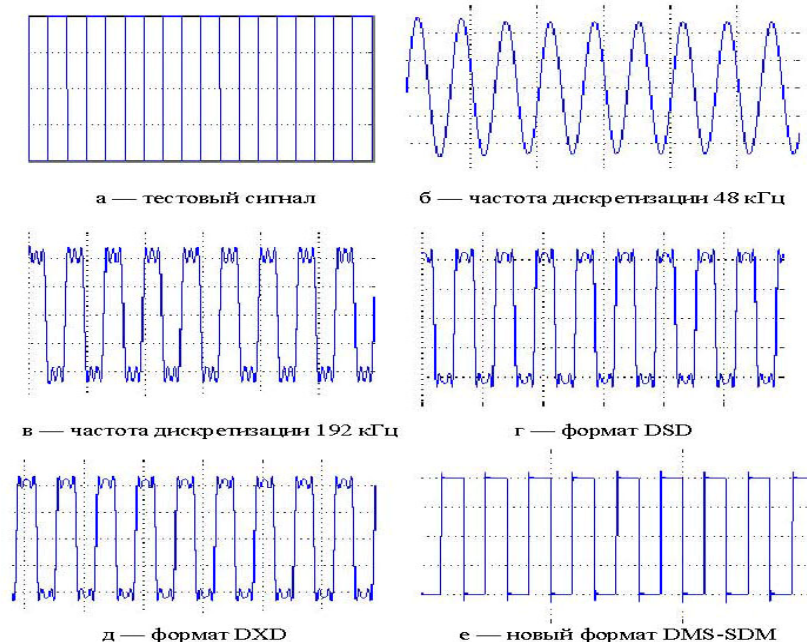 а — тестовый сигнал
б — частота дискретизации 48 кГц
в — частота дискретизации 192 кГц
г — формат DSD
д — формат DXD
е — новый формат DMS-SDM